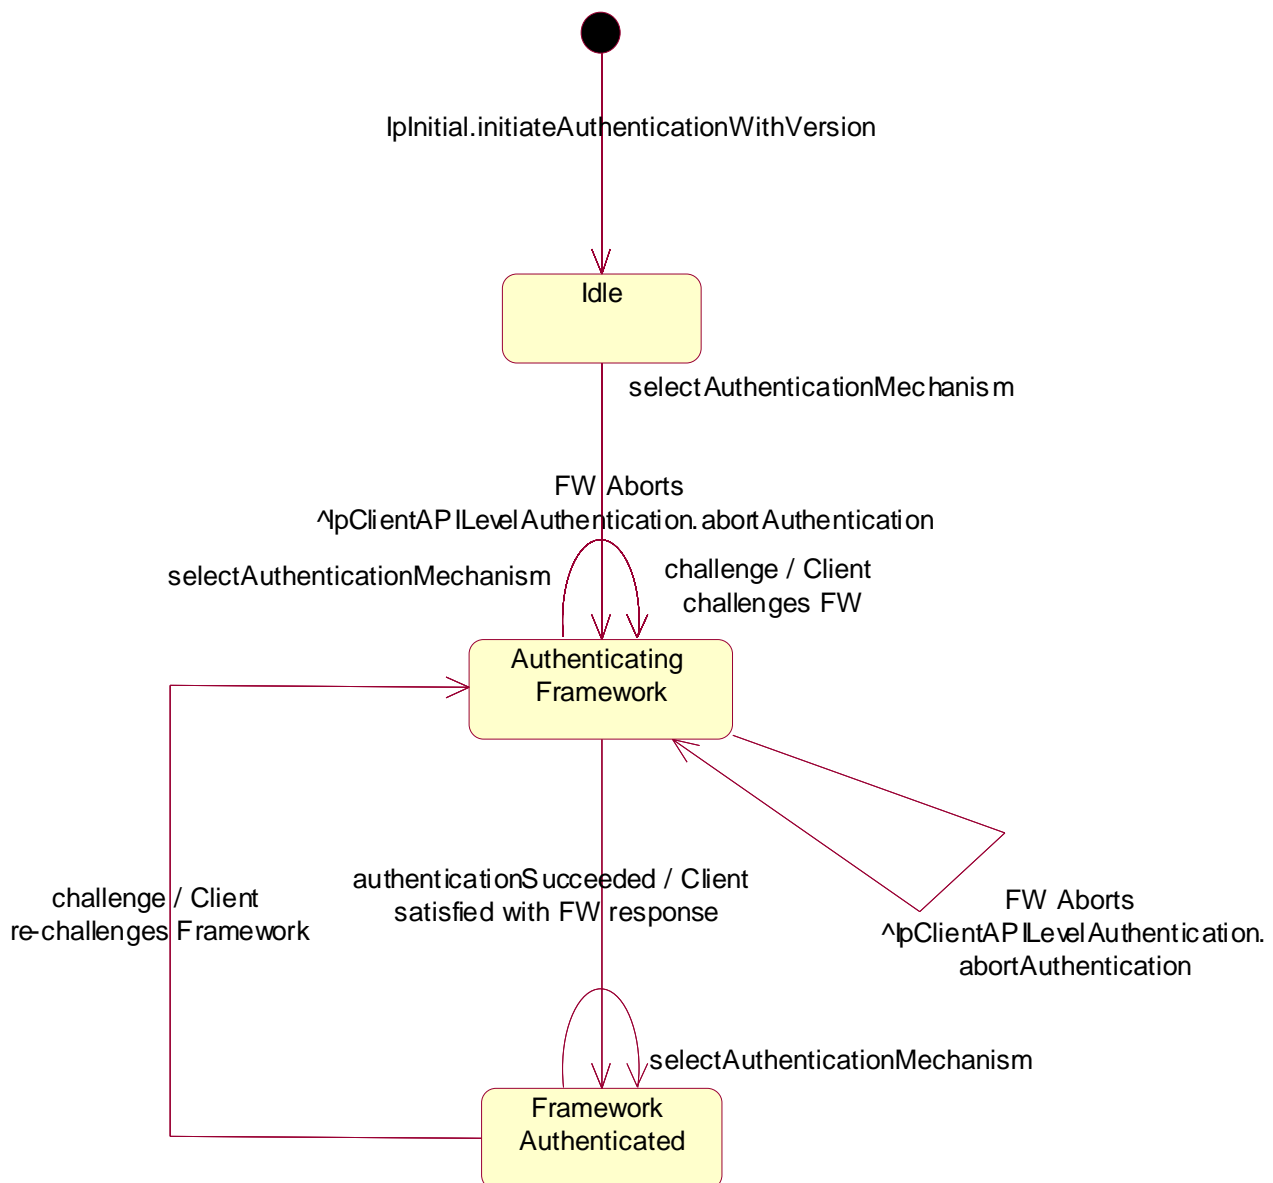 IpInitial.initiateAuthenticationWithVersion
Idle
selectAuthenticationMechanism
FW Aborts
^IpClientAPILevelAuthentication.abortAuthentication
selectAuthenticationMechanism
challenge / Client
challenges FW
Authenticating
Framework
authenticationSucceeded / Client
satisfied with FW response
challenge / Client
re-challenges Framework
FW Aborts
^IpClientAPILevelAuthentication.
abortAuthentication
selectAuthenticationMechanism
Framework
Authenticated